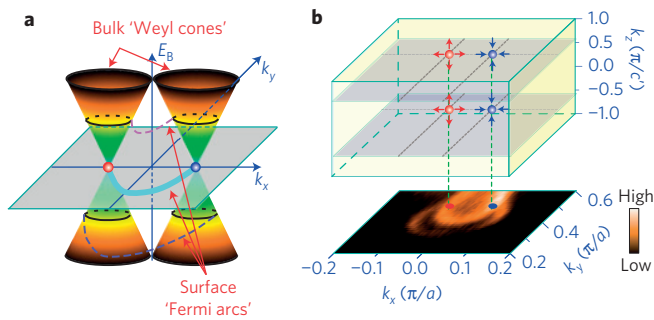 a
Bulk 'Weyl cones'
E_B
k_y
k_x
Surface
'Fermi arcs'
b
1.0
0.5
0.0
−0.5
−1.0
k_z (π/c')
0.6
0.4
0.2
k_y (π/a)
−0.2
−0.1
0.0
0.1
0.2
k_x (π/a)
High
Low